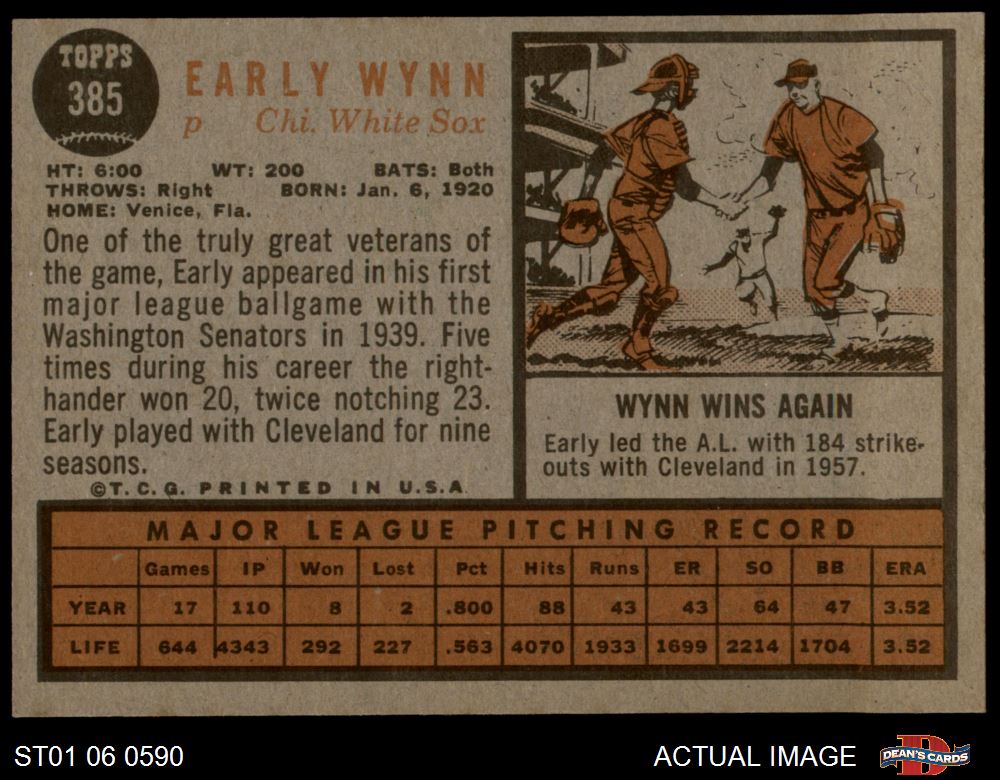 TOPPS
385
EARLY WYNN
p Chi. White Sox
HT: 6:00 WT: 200 BATS: Both
THROWS: Right BORN: Jan. 6, 1920
HOME: Venice, Fla.
One of the truly great veterans of
the game, Early appeared in his first
major league ballgame with the
Washington Senators in 1939. Five
times during his career the right-
hander won 20, twice notching 23.
Early played with Cleveland for nine
seasons.
©T.C.G. PRINTED IN U.S.A.
WYNN WINS AGAIN
Early led the A.L. with 184 strike-
outs with Cleveland in 1957.
MAJOR LEAGUE PITCHING RECORD
Games IP Won Lost Pct Hits Runs ER SO BB ERA
YEAR 17 110 8 2 .800 88 43 43 64 47 3.52
LIFE 644 4343 292 227 .563 4070 1933 1699 2214 1704 3.52
ST01 06 0590
ACTUAL IMAGE
D
DEAN'S CARDS